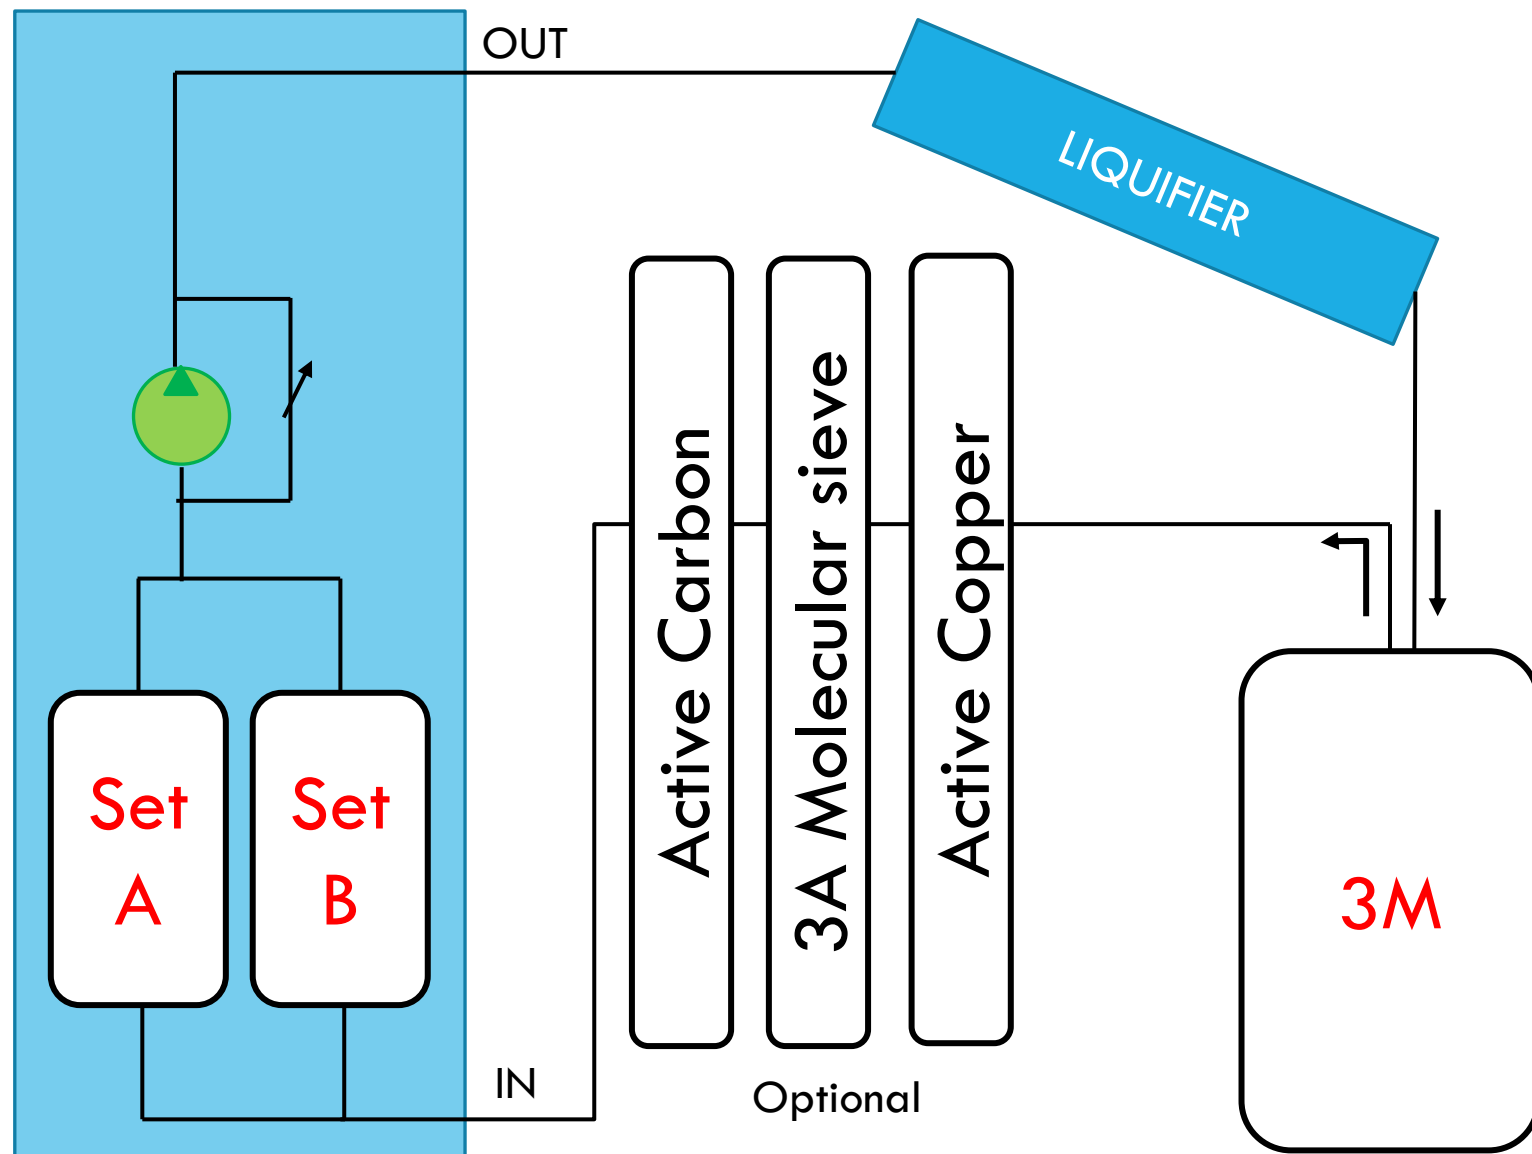 OUT
LIQUIFIER
Active Carbon
3A Molecular sieve
Active Copper
Set
A
Set
B
3M
IN
Optional